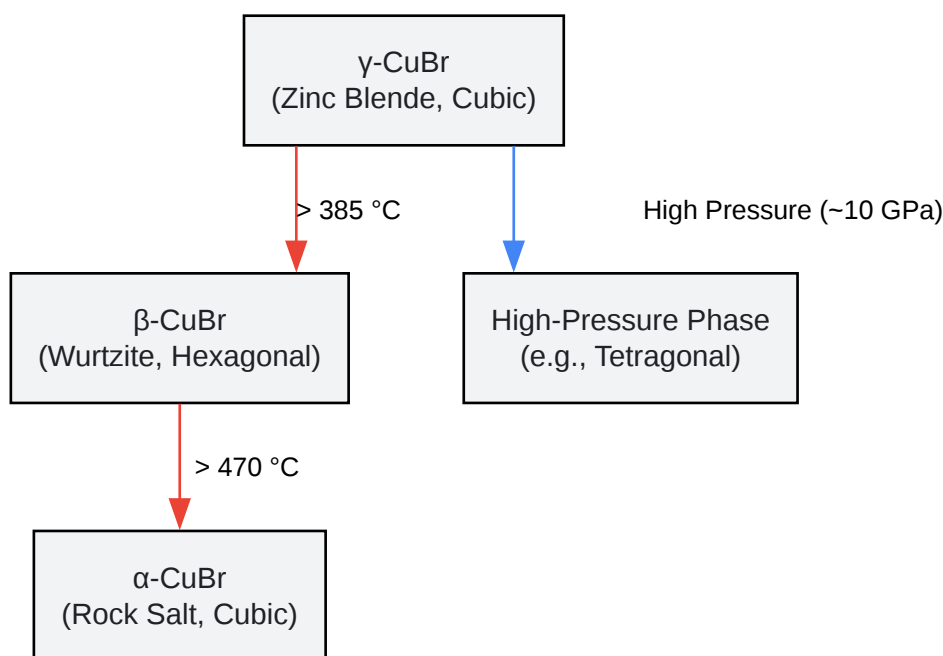 γ-CuBr
(Zinc Blende, Cubic)
> 385 °C
High Pressure (~10 GPa)
β-CuBr
(Wurtzite, Hexagonal)
High-Pressure Phase
(e.g., Tetragonal)
> 470 °C
α-CuBr
(Rock Salt, Cubic)